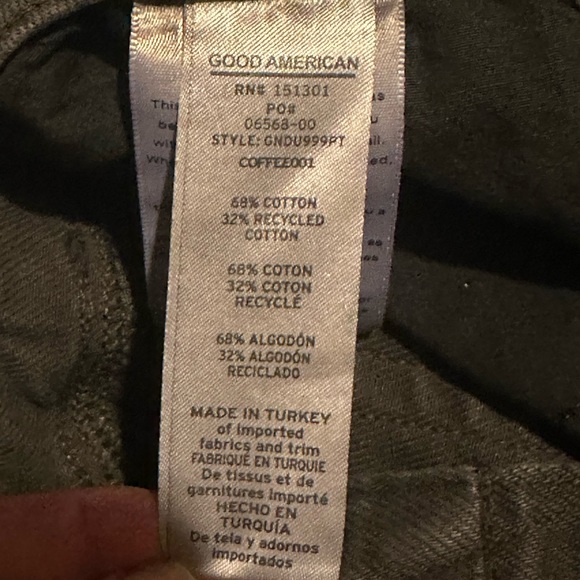 GOOD AMERICAN
RN# 151301
PO#
06568-00
STYLE: GNDU999PT
COFFEE001
68% COTTON
32% RECYCLED
COTTON
68% COTON
32% COTON
RECYCLÉ
68% ALGODÓN
32% ALGODÓN
RECICLADO
MADE IN TURKEY
of imported
fabrics and trim
FABRIQUÉ EN TURQUIE
De tissus et de
garnitures importé
HECHO EN
TURQUÍA
De tela y adornos
importados